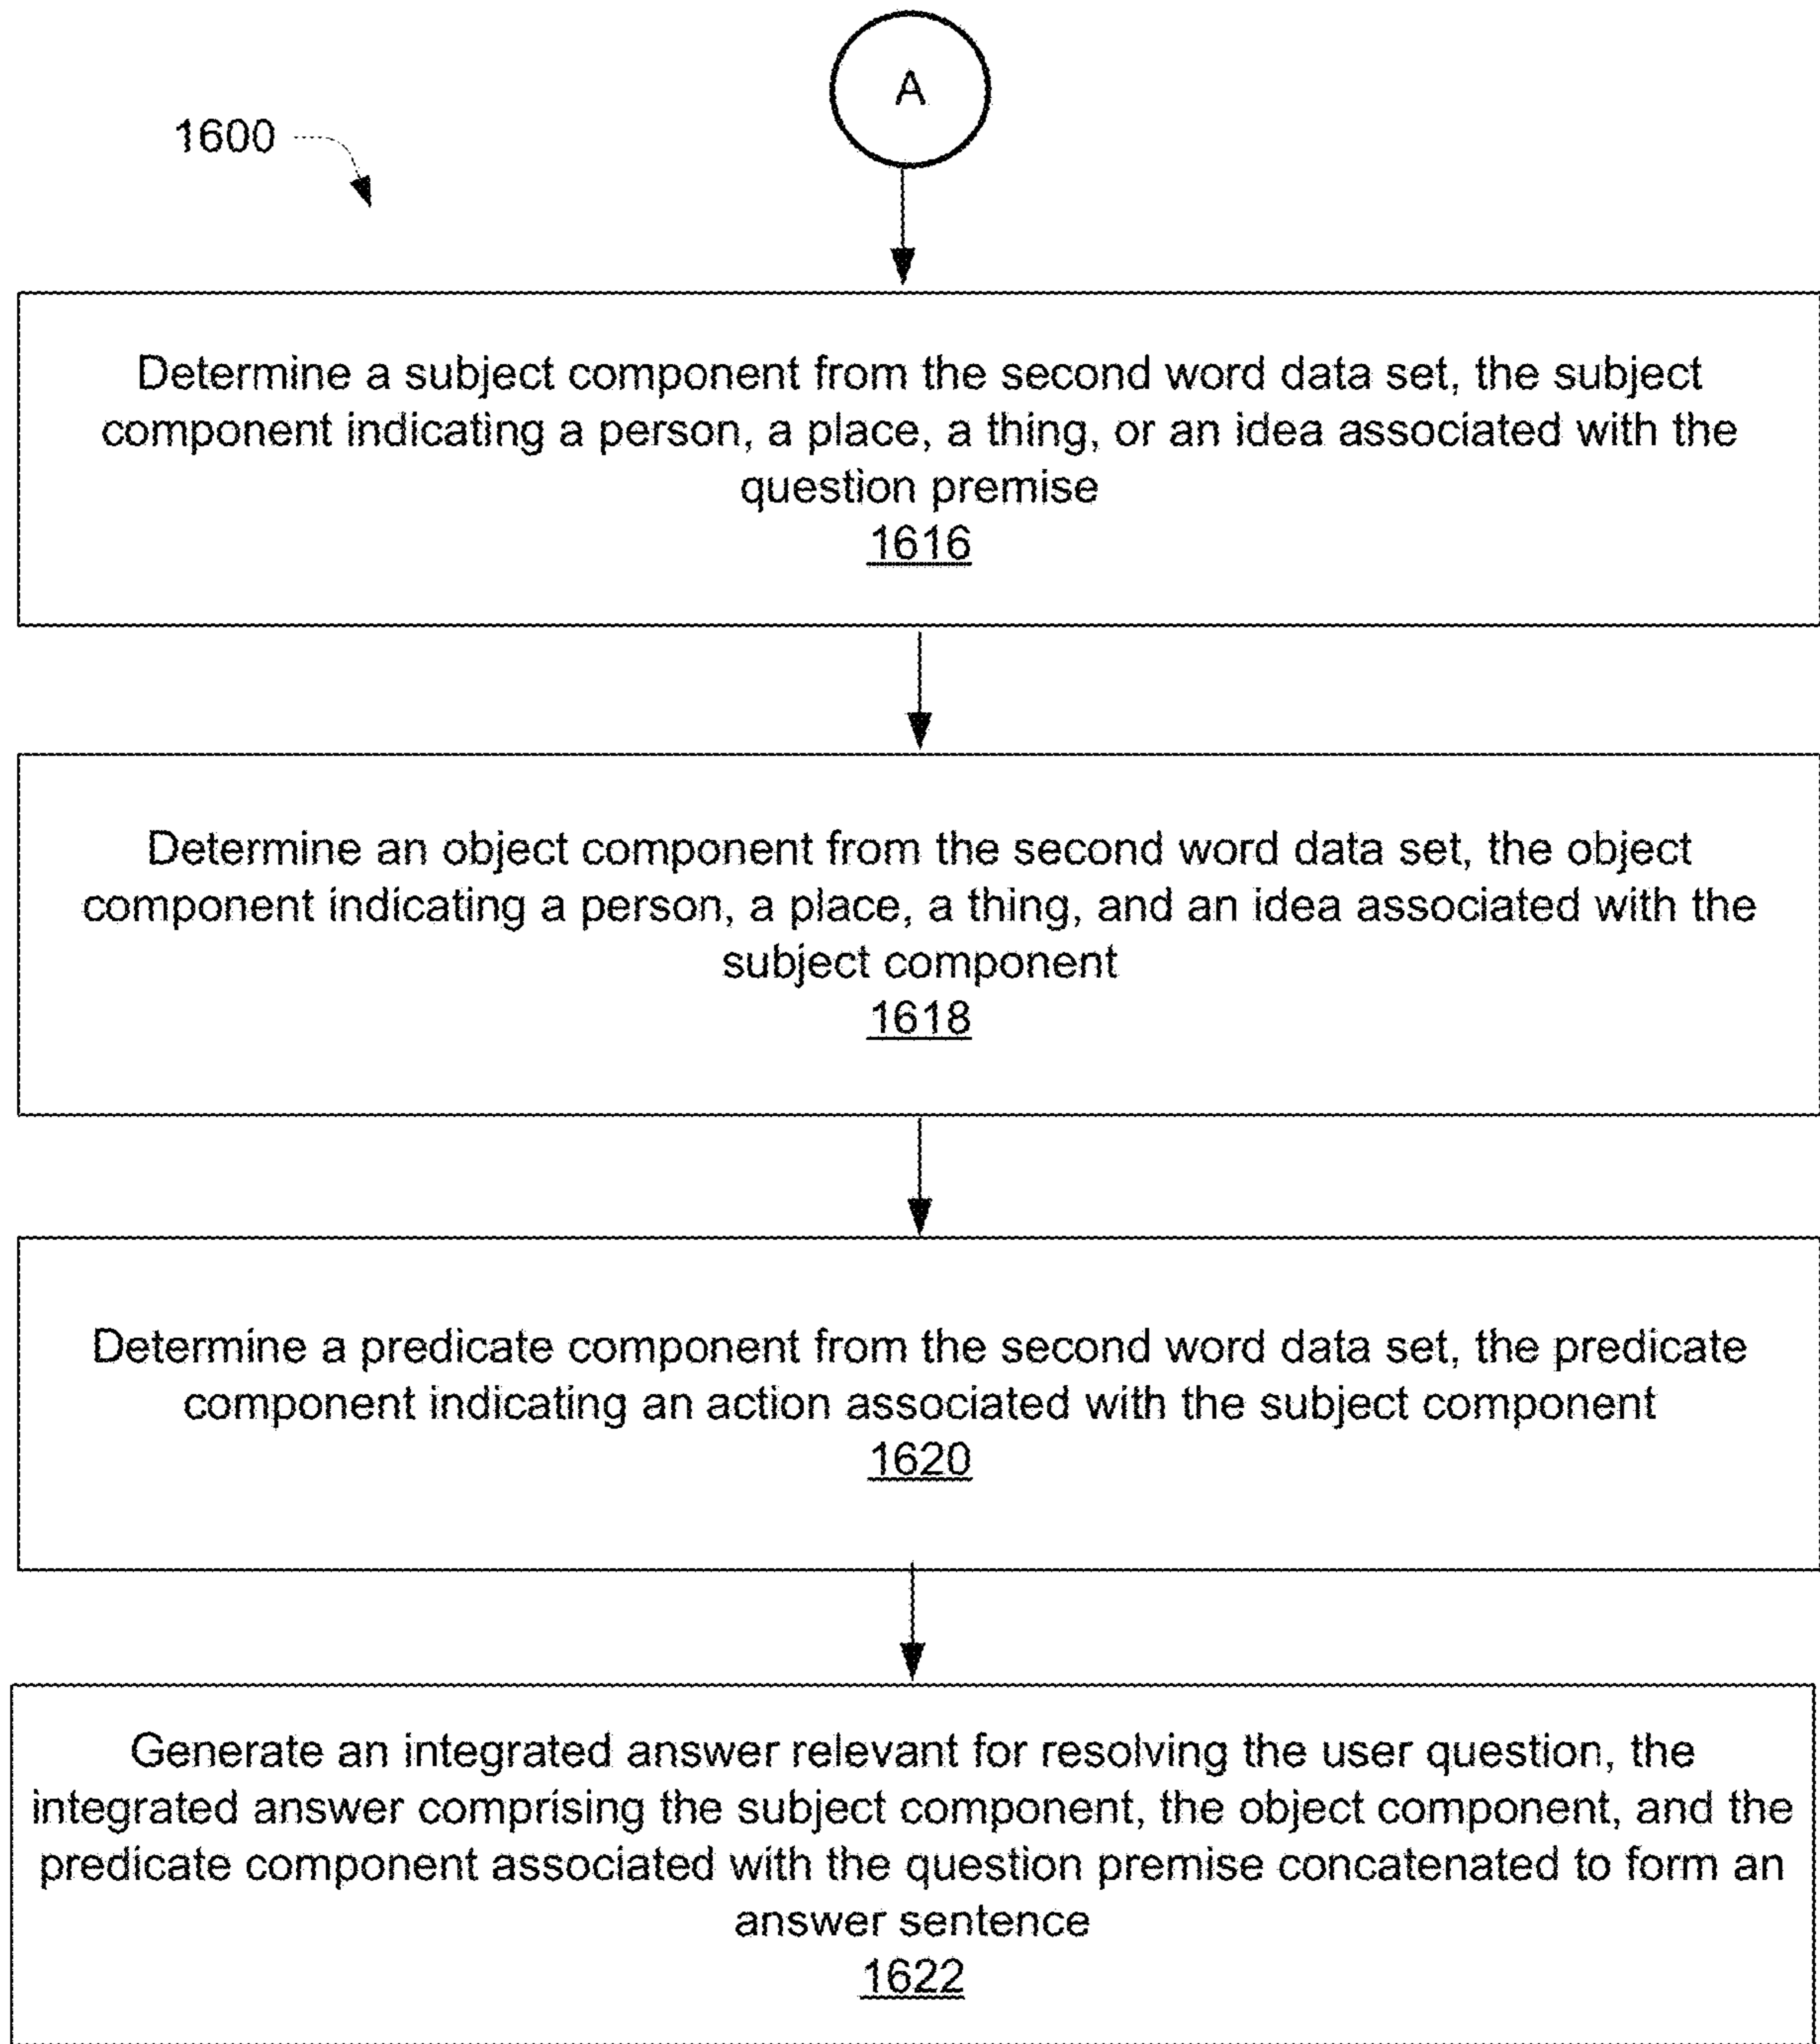 A
1600
Determine a subject component from the second word data set, the subject
component indicating a person, a place, a thing, or an idea associated with the
question premise
1616
Determine an object component from the second word data set, the object
component indicating a person, a place, a thing, and an idea associated with the
subject component
1618
Determine a predicate component from the second word data set, the predicate
component indicating an action associated with the subject component
1620
Generate an integrated answer relevant for resolving the user question, the
integrated answer comprising the subject component, the object component, and the
predicate component associated with the question premise concatenated to form an
answer sentence
1622